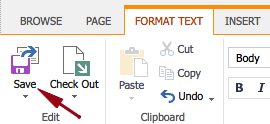 BROWSE PAGE FORMAT TEXT INSERT
Save Check Out Paste Cut Body
Copy
Undo B I
Edit Clipboard